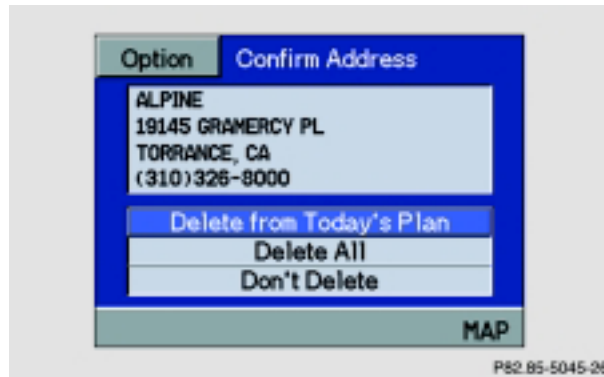 Option Confirm Address
ALPINE
19145 GRAMERCY PL
TORRANCE, CA
(310)326-8000
Delete from Today's Plan
Delete All
Don't Delete
MAP
P82.85-5045-26